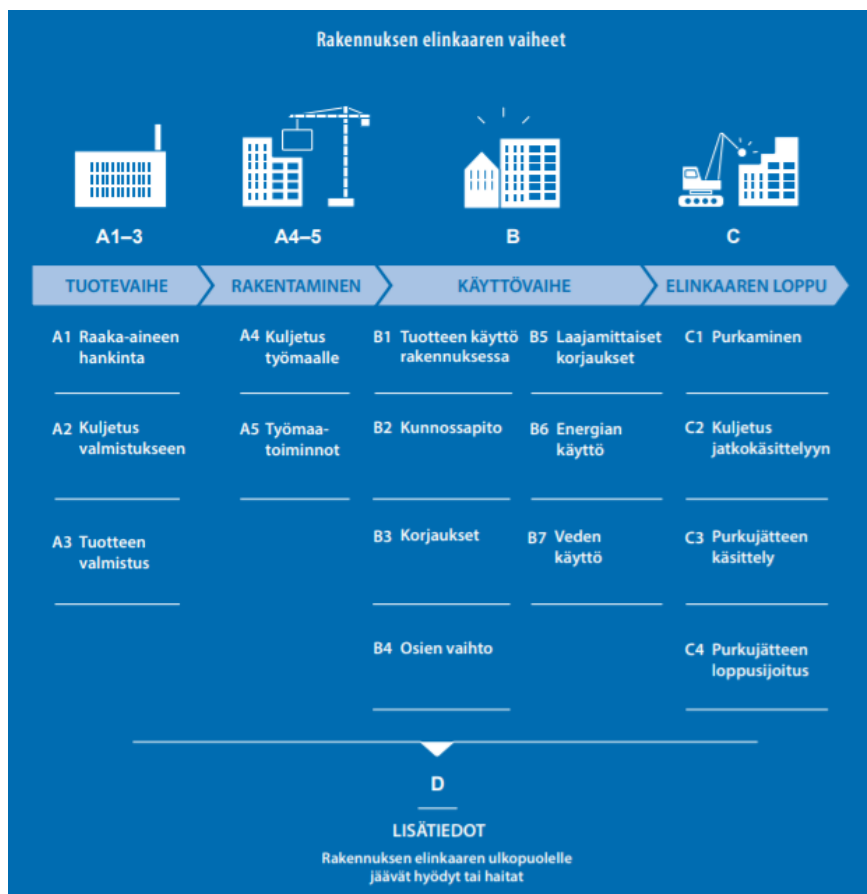 Rakennuksen elinkaaren vaiheet
A1–3
A4–5
B
C
TUOTEVAIHE
RAKENTAMINEN
KÄYTTÖVAIHE
ELINKAAREN LOPPU
A1 Raaka-aineen
hankinta
A2 Kuljetus
valmistukseen
A3 Tuotteen
valmistus
A4 Kuljetus
työmaalle
A5 Työmaa-
toiminnot
B1 Tuotteen käyttö
rakennuksessa
B2 Kunnossapito
B3 Korjaukset
B4 Osien vaihto
B5 Laajamittaiset
korjaukset
B6 Energian
käyttö
B7 Veden
käyttö
C1 Purkaminen
C2 Kuljetus
jatkokäsittelyyn
C3 Purkujätteen
käsittely
C4 Purkujätteen
loppusijoitus
D
LISÄTIEDOT
Rakennuksen elinkaaren ulkopuolelle
jäävät hyödyt tai haitat